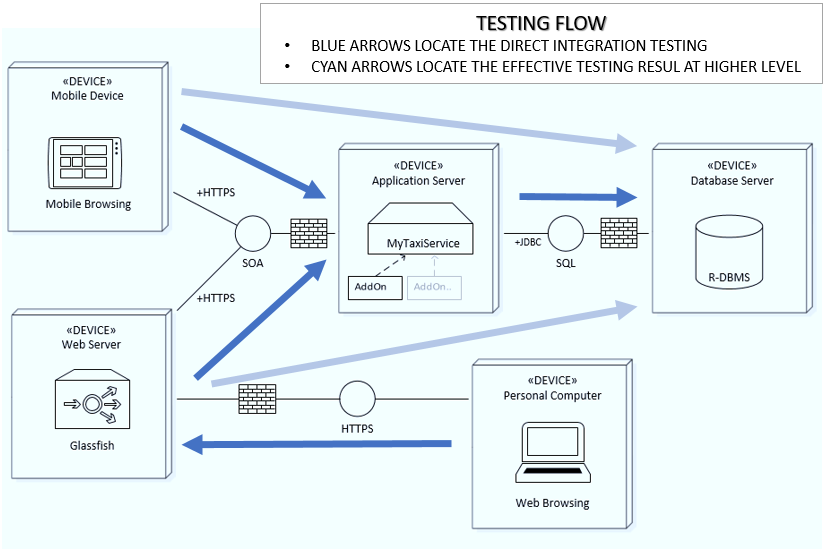 TESTING FLOW
• BLUE ARROWS LOCATE THE DIRECT INTEGRATION TESTING
• CYAN ARROWS LOCATE THE EFFECTIVE TESTING RESUL AT HIGHER LEVEL
«DEVICE»
Mobile Device
Mobile Browsing
+HTTPS
SOA
+HTTPS
«DEVICE»
Application Server
MyTaxiService
AddOn
AddOn..
+JDBC
SQL
«DEVICE»
Database Server
R-DBMS
«DEVICE»
Web Server
Glassfish
HTTPS
«DEVICE»
Personal Computer
Web Browsing